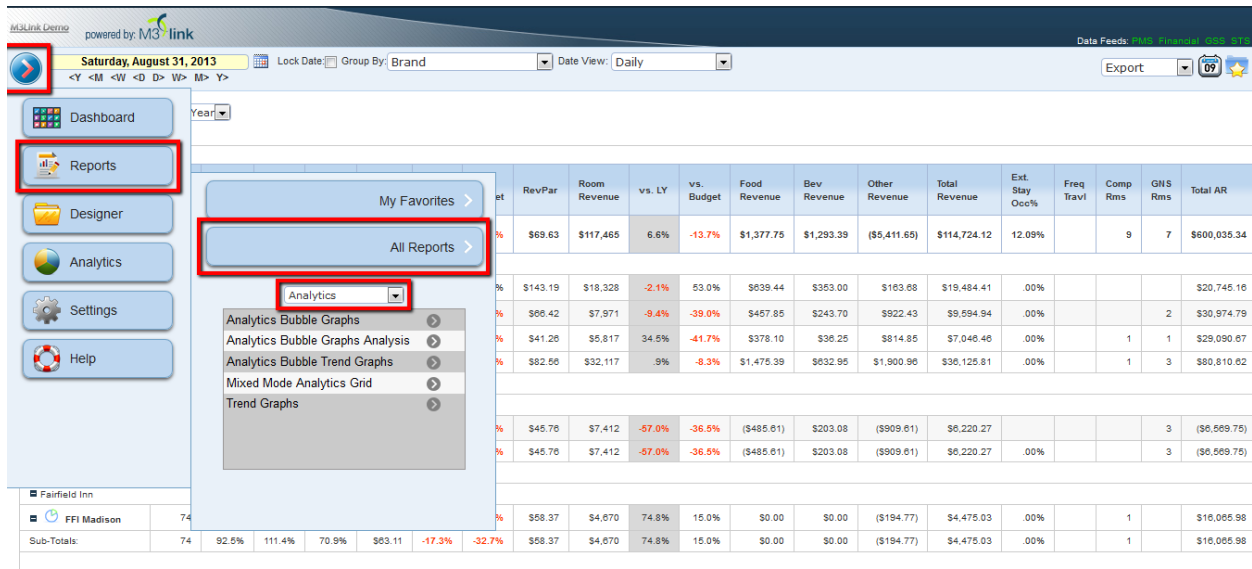 M3Link Demo powered by: M3 link
Data Feeds: PMS Financial GSS STS
Saturday, August 31, 2013 Lock Date: Group By: Brand Date View: Daily Export 09
<Y <M <W <D D> W> M> Y>
Dashboard
Year
Reports
Designer
Analytics
Settings
Help
My Favorites
All Reports
Analytics
Analytics Bubble Graphs
Analytics Bubble Graphs Analysis
Analytics Bubble Trend Graphs
Mixed Mode Analytics Grid
Trend Graphs
et RevPar Room Revenue vs. LY vs. Budget Food Revenue Bev Revenue Other Revenue Total Revenue Ext. Stay Occ% Freq Travl Comp Rms GNS Rms Total AR
% $69.63 $117,465 6.6% -13.7% $1,377.75 $1,293.39 ($5,411.65) $114,724.12 12.09% 9 7 $600,035.34
% $143.19 $18,328 -2.1% 53.0% $639.44 $353.00 $163.68 $19,484.41 .00% $20,745.16
% $66.42 $7,971 -9.4% -39.0% $457.85 $243.70 $922.43 $9,594.94 .00% 2 $30,974.79
% $41.26 $5,817 34.5% -41.7% $378.10 $36.25 $814.85 $7,046.46 .00% 1 1 $29,090.67
% $82.56 $32,117 .9% -8.3% $1,475.39 $632.95 $1,900.96 $36,125.81 .00% 1 3 $80,810.62
% $45.76 $7,412 -57.0% -36.5% ($485.61) $203.08 ($909.61) $6,220.27 3 ($6,569.75)
% $45.76 $7,412 -57.0% -36.5% ($485.61) $203.08 ($909.61) $6,220.27 .00% 3 ($6,569.75)
Fairfield Inn
FFI Madison 74 % $58.37 $4,670 74.8% 15.0% $0.00 $0.00 ($194.77) $4,475.03 .00% 1 $16,065.98
Sub-Totals: 74 92.5% 111.4% 70.9% $63.11 -17.3% -32.7% $58.37 $4,670 74.8% 15.0% $0.00 $0.00 ($194.77) $4,475.03 .00% 1 $16,065.98